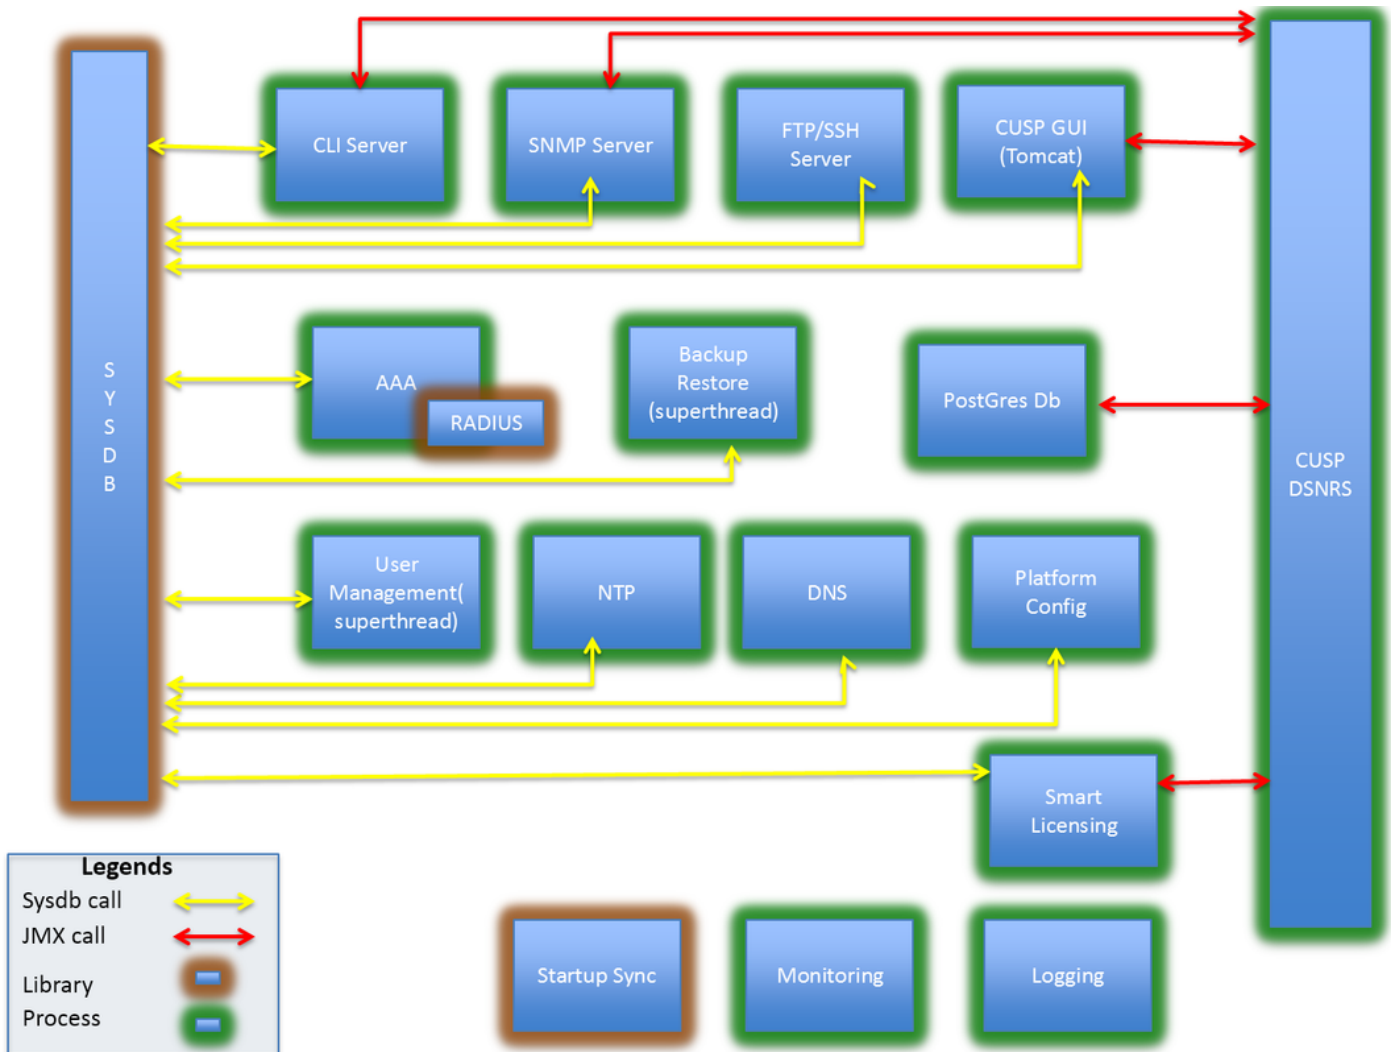 CLI Server
SNMP Server
FTP/SSH
Server
CUSP GUI
(Tomcat)
S
Y
S
D
B
AAA
RADIUS
Backup
Restore
(superthread)
PostGres Db
CUSP
DSNRS
User
Management(
superthread)
NTP
DNS
Platform
Config
Smart
Licensing
Legends
Sysdb call
JMX call
Library
Process
Startup Sync
Monitoring
Logging